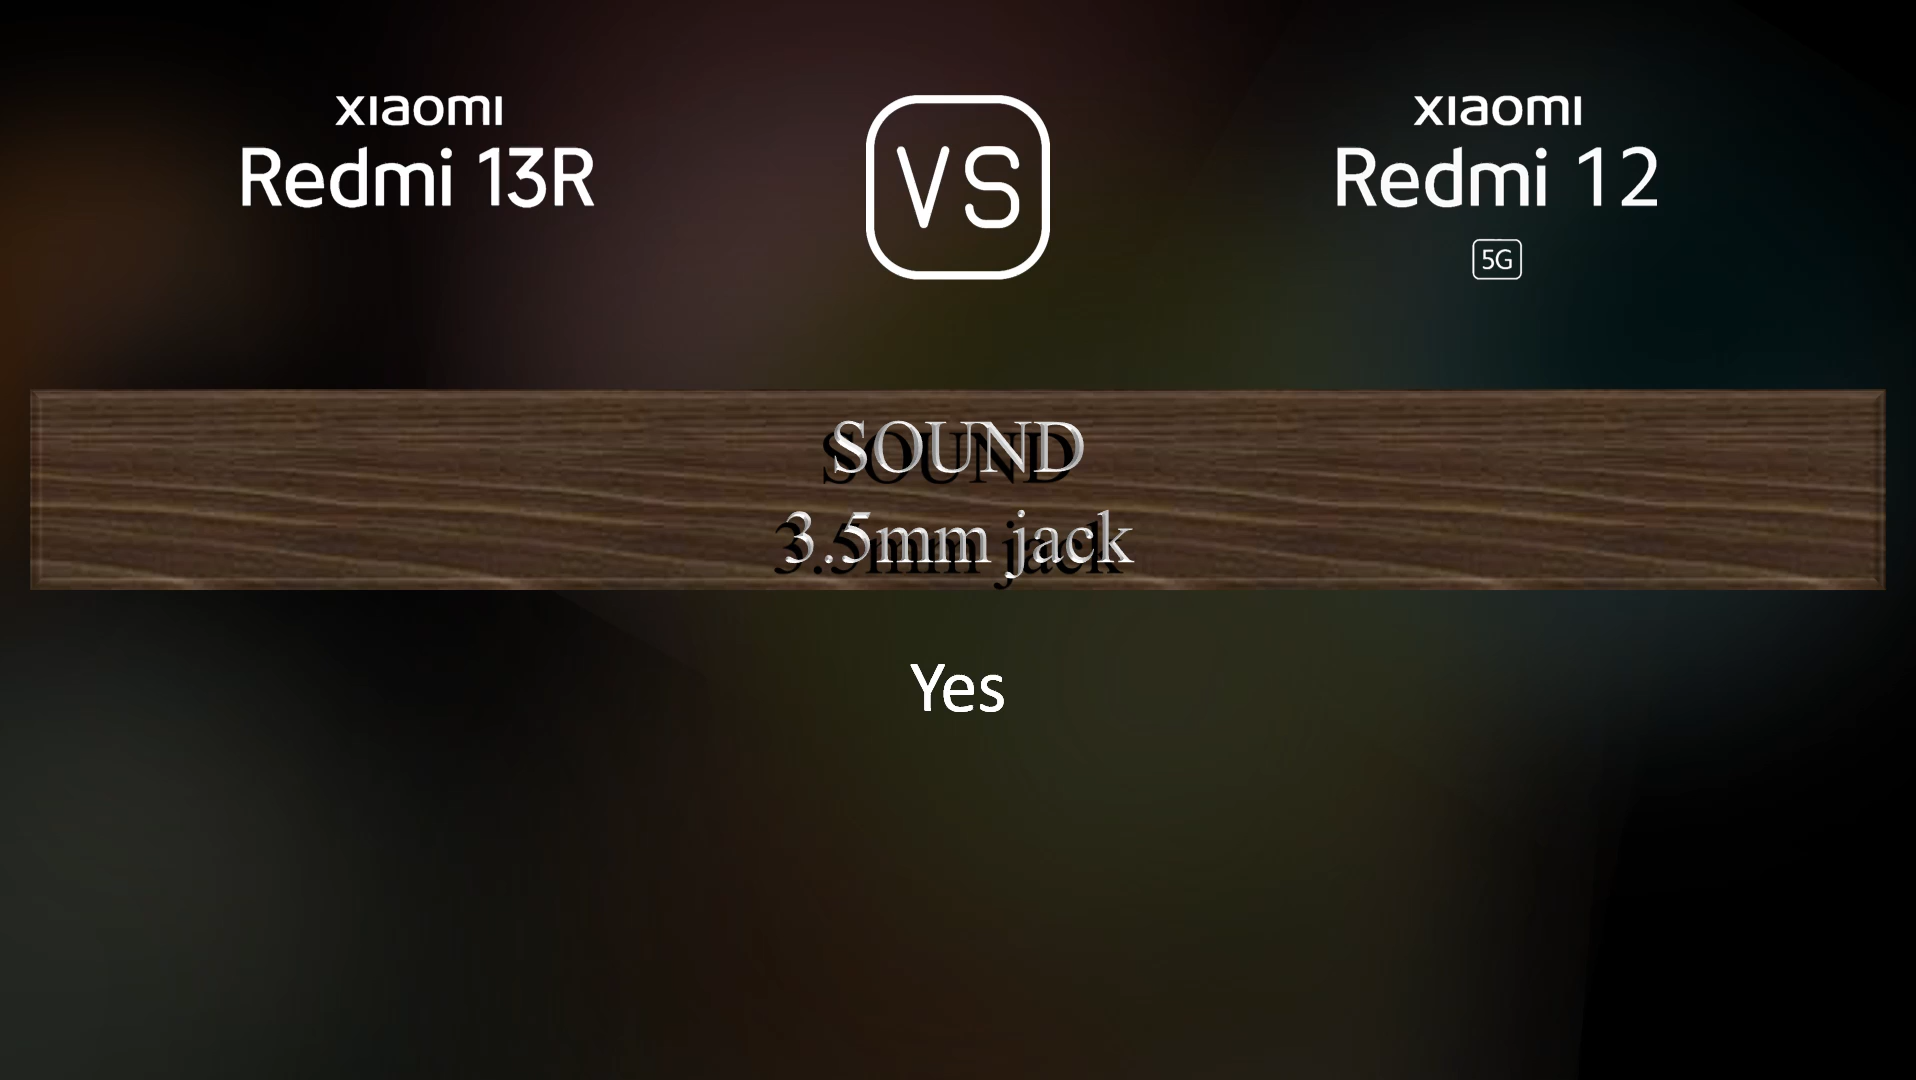 xiaomi
Redmi 13R
VS
xiaomi
Redmi 12
5G
SOUND
3.5mm jack
Yes